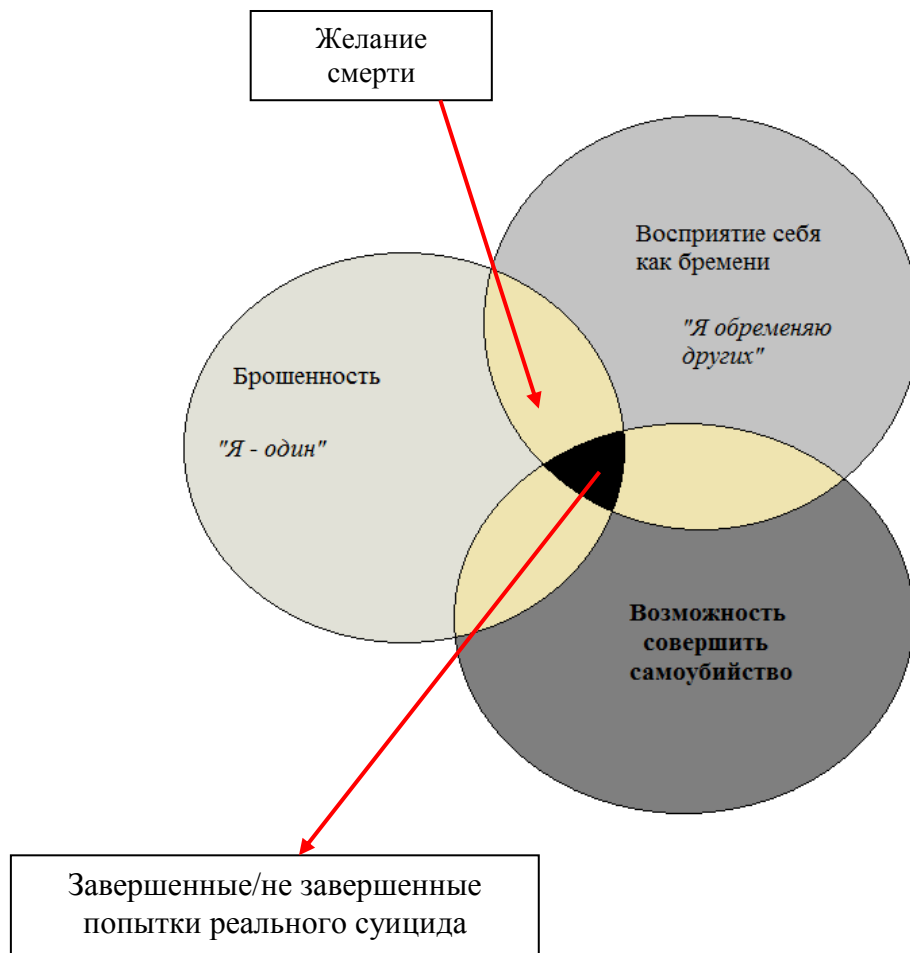 Желание
смерти
Восприятие себя
как бремени
"Я обременяю
других"
Брошенность
"Я - один"
Возможность
совершить
самоубийство
Завершенные/не завершенные
попытки реального суицида